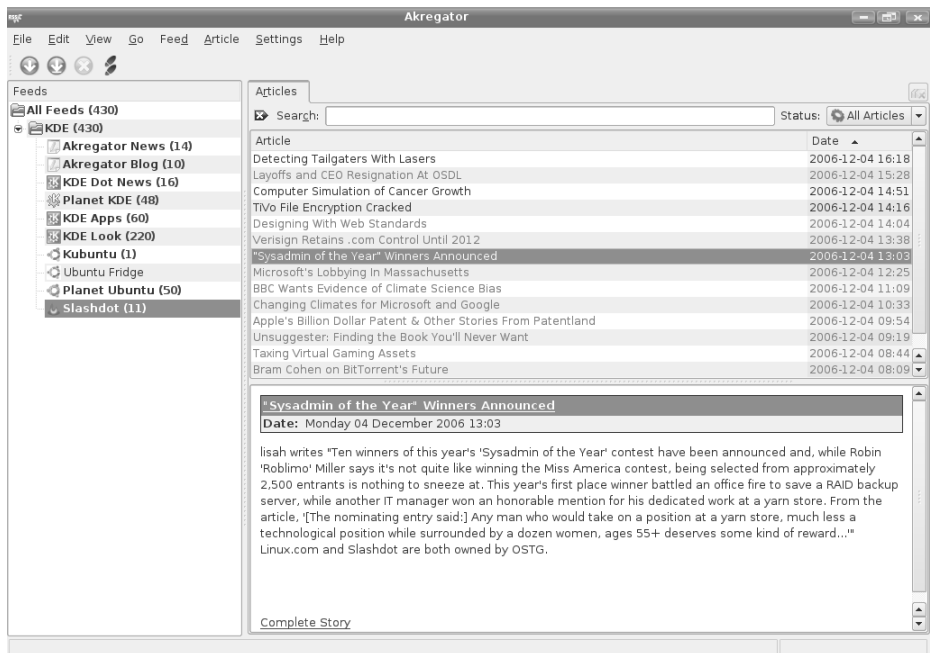 Akregator
File Edit View Go Feed Article Settings Help
Feeds
All Feeds (430)
KDE (430)
Akregator News (14)
Akregator Blog (10)
KDE Dot News (16)
Planet KDE (48)
KDE Apps (60)
KDE Look (220)
Kubuntu (1)
Ubuntu Fridge
Planet Ubuntu (50)
Slashdot (11)
Articles
Search: Status: All Articles
Article Date
Detecting Tailgaters With Lasers 2006-12-04 16:18
Layoffs and CEO Resignation At OSDL 2006-12-04 15:28
Computer Simulation of Cancer Growth 2006-12-04 14:51
TiVo File Encryption Cracked 2006-12-04 14:16
Designing With Web Standards 2006-12-04 14:04
Verisign Retains .com Control Until 2012 2006-12-04 13:38
"Sysadmin of the Year" Winners Announced 2006-12-04 13:03
Microsoft's Lobbying In Massachusetts 2006-12-04 12:25
BBC Wants Evidence of Climate Science Bias 2006-12-04 11:09
Changing Climates for Microsoft and Google 2006-12-04 10:33
Apple's Billion Dollar Patent & Other Stories From Patentland 2006-12-04 09:54
Unsuggester: Finding the Book You'll Never Want 2006-12-04 09:19
Taxing Virtual Gaming Assets 2006-12-04 08:44
Bram Cohen on BitTorrent's Future 2006-12-04 08:09
"Sysadmin of the Year" Winners Announced
Date: Monday 04 December 2006 13:03
lisah writes "Ten winners of this year's 'Sysadmin of the Year' contest have been announced and, while Robin
'Roblimo' Miller says it's not quite like winning the Miss America contest, being selected from approximately
2,500 entrants is nothing to sneeze at. This year's first place winner battled an office fire to save a RAID backup
server, while another IT manager won an honorable mention for his dedicated work at a yarn store. From the
article, '[The nominating entry said:] Any man who would take on a position at a yarn store, much less a
technological position while surrounded by a dozen women, ages 55+ deserves some kind of reward...'"
Linux.com and Slashdot are both owned by OSTG.
Complete Story